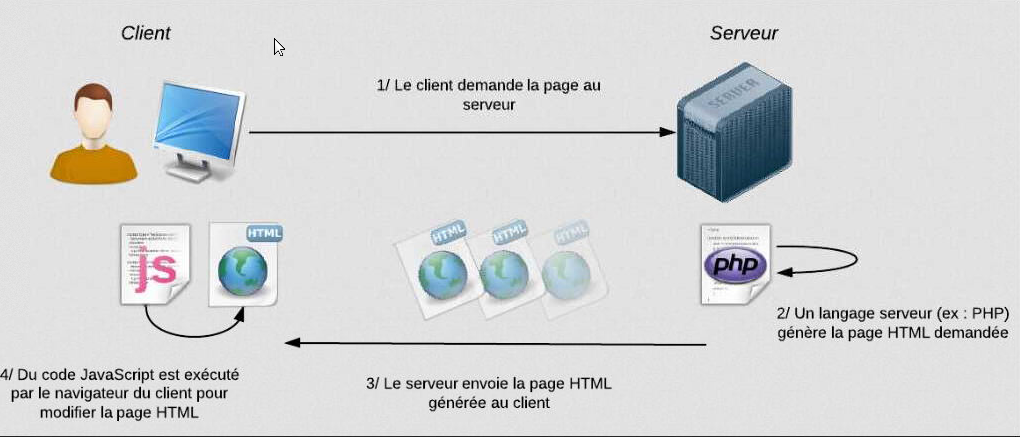 Client
Serveur
1/ Le client demande la page au
serveur
SERVER
js
HTML
HTML
HTML
HTML
php
2/ Un langage serveur (ex : PHP)
génère la page HTML demandée
3/ Le serveur envoie la page HTML
générée au client
4/ Du code JavaScript est exécuté
par le navigateur du client pour
modifier la page HTML